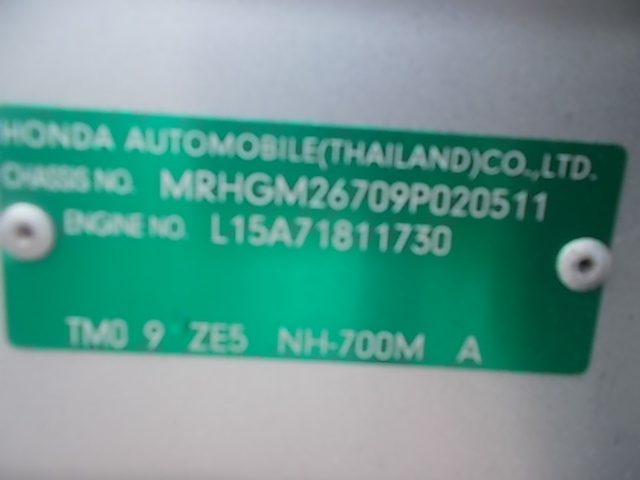 HONDA AUTOMOBILE(THAILAND)CO.,LTD.
CHASSIS NO. MRHGM26709P020511
ENGINE NO. L15A71811730
TM0 9 ZE5 NH-700M A